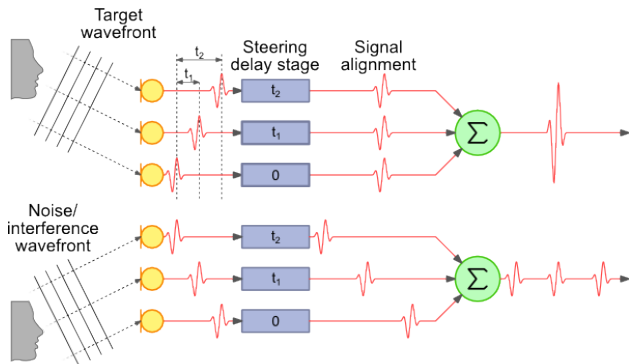 Target
wavefront
t2
t1
Steering
delay stage
Signal
alignment
t2
t1
0
Σ
Noise/
interference
wavefront
t2
t1
0
Σ